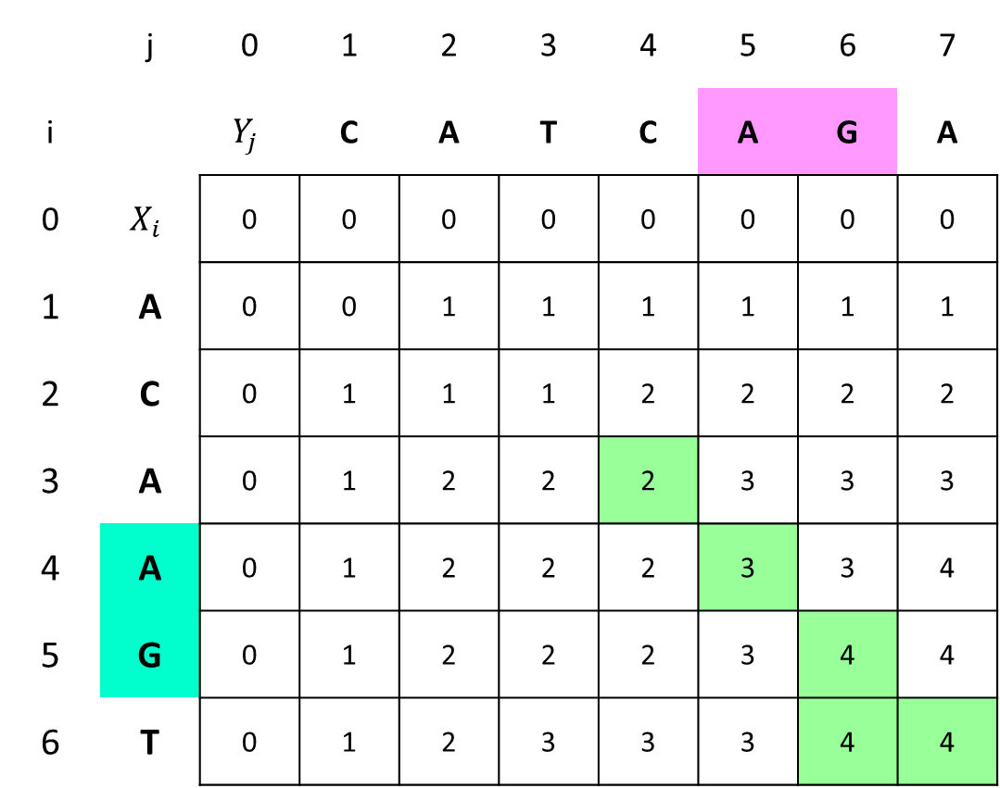 j 0 1 2 3 4 5 6 7
i Yj C A T C A G A
0 Xi 0 0 0 0 0 0 0 0
1 A 0 0 1 1 1 1 1 1
2 C 0 1 1 1 2 2 2 2
3 A 0 1 2 2 2 3 3 3
4 A 0 1 2 2 2 3 3 4
5 G 0 1 2 2 2 3 4 4
6 T 0 1 2 3 3 3 4 4